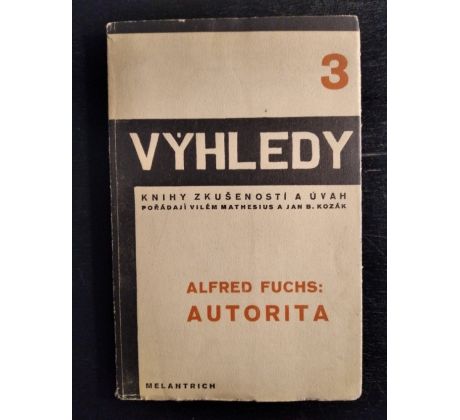 3
VÝHLEDY
KNIHY ZKUŠENOSTÍ A ÚVAH
POŘÁDAJÍ VILÉM MATHESIUS A JAN B. KOZÁK
ALFRED FUCHS:
AUTORITA
MELANTRICH